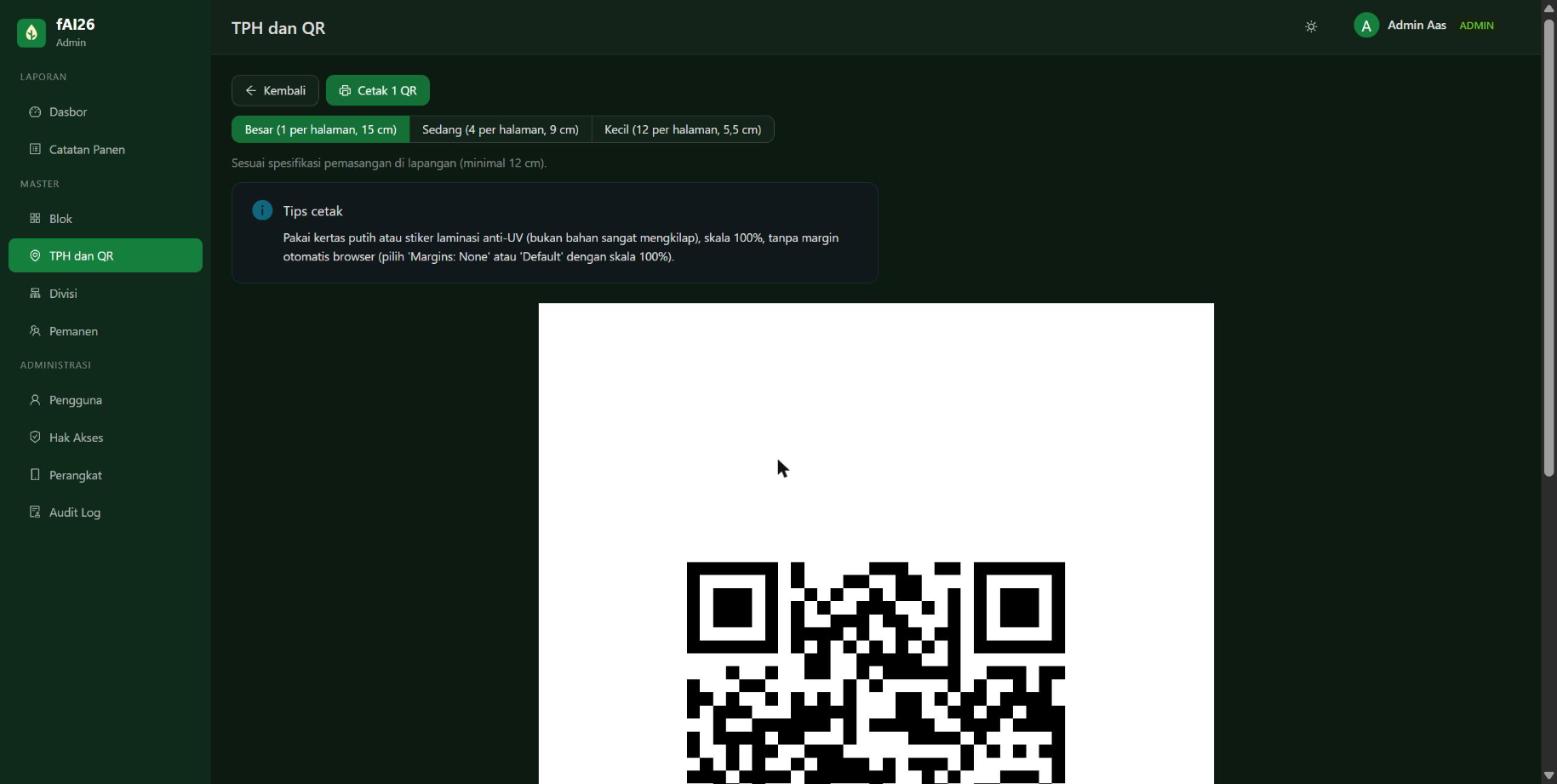 fAI26
Admin
LAPORAN
Dasbor
Catatan Panen
MASTER
Blok
TPH dan QR
Divisi
Pemanen
ADMINISTRASI
Pengguna
Hak Akses
Perangkat
Audit Log
TPH dan QR
A Admin Aas ADMIN
Kembali Cetak 1 QR
Besar (1 per halaman, 15 cm) Sedang (4 per halaman, 9 cm) Kecil (12 per halaman, 5,5 cm)
Sesuai spesifikasi pemasangan di lapangan (minimal 12 cm).
Tips cetak
Pakai kertas putih atau stiker laminasi anti-UV (bukan bahan sangat mengkilap), skala 100%, tanpa margin
otomatis browser (pilih 'Margins: None' atau 'Default' dengan skala 100%).